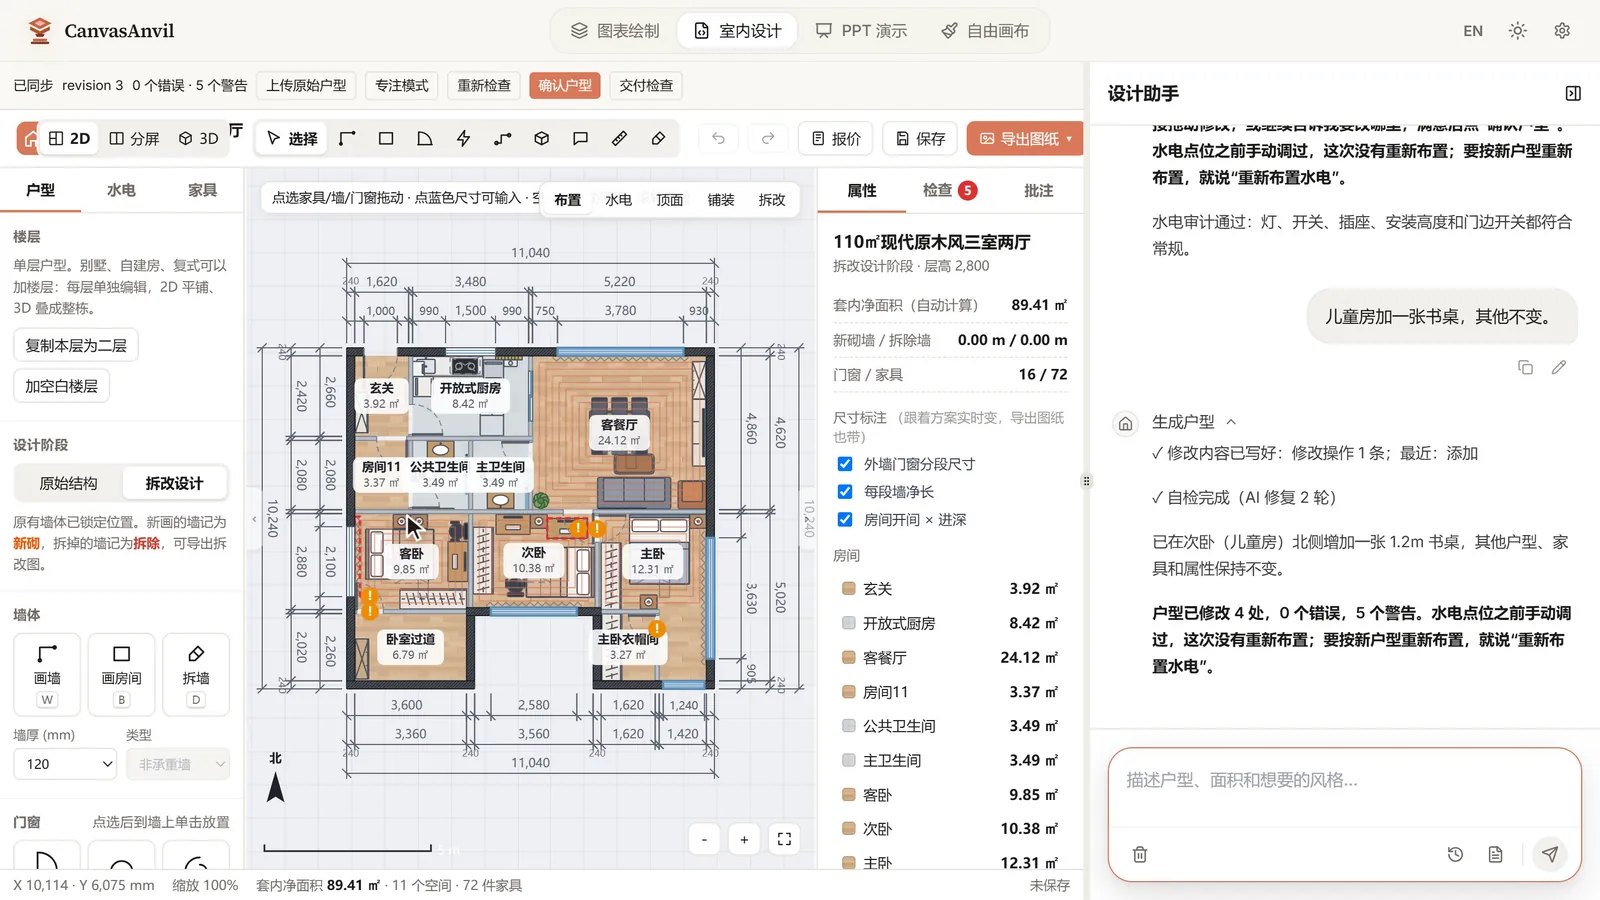 CanvasAnvil
图表绘制
室内设计
PPT 演示
自由画布
EN
已同步 revision 3 0 个错误 · 5 个警告
上传原始户型
专注模式
重新检查
确认户型
交付检查
2D
分屏
3D
厅
选择
报价
保存
导出图纸
户型
水电
家具
楼层
单层户型。别墅、自建房、复式可以
加楼层：每层单独编辑，2D 平铺、
3D 叠成整栋。
复制本层为二层
加空白楼层
设计阶段
原始结构
拆改设计
原有墙体已锁定位置。新画的墙记为
新砌，拆掉的墙记为拆除，可导出拆
改图。
墙体
画墙
画房间
拆墙
W
B
D
墙厚 (mm)
类型
120
非承重墙
门窗
点选后到墙上单击放置
点选家具/墙/门窗拖动 · 点蓝色尺寸可输入 ·
布置
水电
顶面
铺装
拆改
11,040
240
1,620
3,480
5,220
240
1,000
990
1,500
990
750
3,780
930
240
2,420
2,660
2,080
2,080
10,240
2,880
2,100
2,020
2,260
240
240
4,860
4,620
10,240
3,630
5,020
905
240
玄关
3.92 ㎡
开放式厨房
8.42 ㎡
客餐厅
24.12 ㎡
房间11
3.37 ㎡
公共卫生间
3.49 ㎡
主卫生间
3.49 ㎡
客卧
9.85 ㎡
次卧
10.38 ㎡
主卧
12.31 ㎡
卧室过道
6.79 ㎡
主卧衣帽间
3.27 ㎡
3,600
2,580
1,620
1,240
3,360
3,560
1,620
1,420
240
240
240
240
11,040
北
5 m
-
+
属性
检查 5
批注
110㎡现代原木风三室两厅
拆改设计阶段 · 层高 2,800
套内净面积（自动计算） 89.41 ㎡
新砌墙 / 拆除墙 0.00 m / 0.00 m
门窗 / 家具 16 / 72
尺寸标注 （跟着方案实时变，导出图纸
也带）
外墙门窗分段尺寸
每段墙净长
房间开间 × 进深
房间
玄关 3.92 ㎡
开放式厨房 8.42 ㎡
客餐厅 24.12 ㎡
房间11 3.37 ㎡
公共卫生间 3.49 ㎡
主卫生间 3.49 ㎡
客卧 9.85 ㎡
次卧 10.38 ㎡
主卧 12.31 ㎡
X 10,114 · Y 6,075 mm
缩放 100%
套内净面积 89.41 ㎡ · 11 个空间 · 72 件家具
未保存
设计助手
按拖动修改，或继续告诉我要改哪里，满意后点“确认户型”。
水电点位之前手动调过，这次没有重新布置；要按新户型重新
布置，就说“重新布置水电”。
水电审计通过：灯、开关、插座、安装高度和门边开关都符合
常规。
儿童房加一张书桌，其他不变。
生成户型
✓ 修改内容已写好：修改操作 1 条；最近：添加
✓ 自检完成（AI 修复 2 轮）
已在次卧（儿童房）北侧增加一张 1.2m 书桌，其他户型、家
具和属性保持不变。
户型已修改 4 处，0 个错误，5 个警告。水电点位之前手动调
过，这次没有重新布置；要按新户型重新布置，就说“重新布
置水电”。
描述户型、面积和想要的风格...